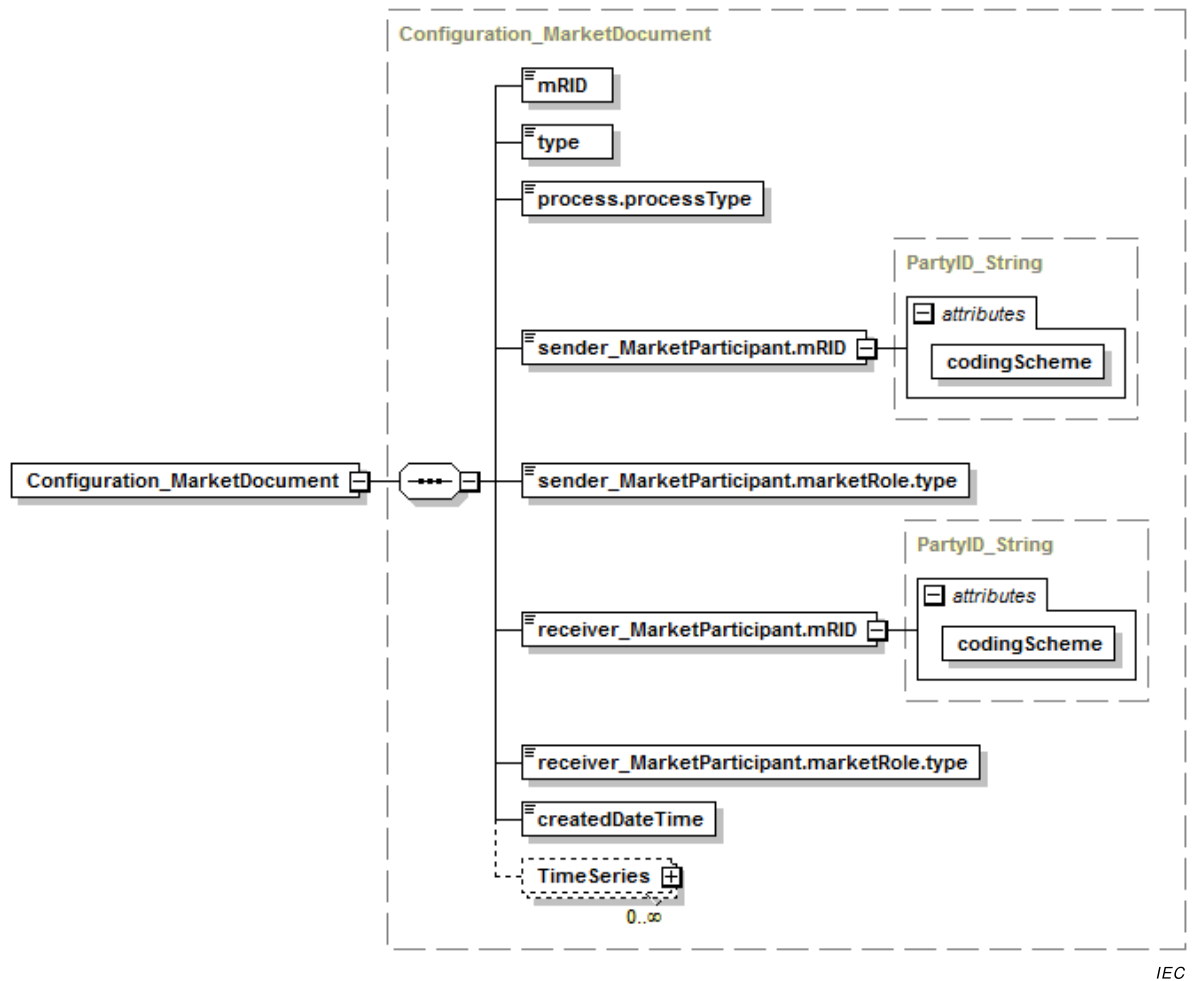 Configuration_MarketDocument
mRID
type
process.processType
PartyID_String
attributes
sender_MarketParticipant.mRID
codingScheme
Configuration_MarketDocument
sender_MarketParticipant.marketRole.type
PartyID_String
attributes
receiver_MarketParticipant.mRID
codingScheme
receiver_MarketParticipant.marketRole.type
createdDateTime
TimeSeries
0..∞
IEC